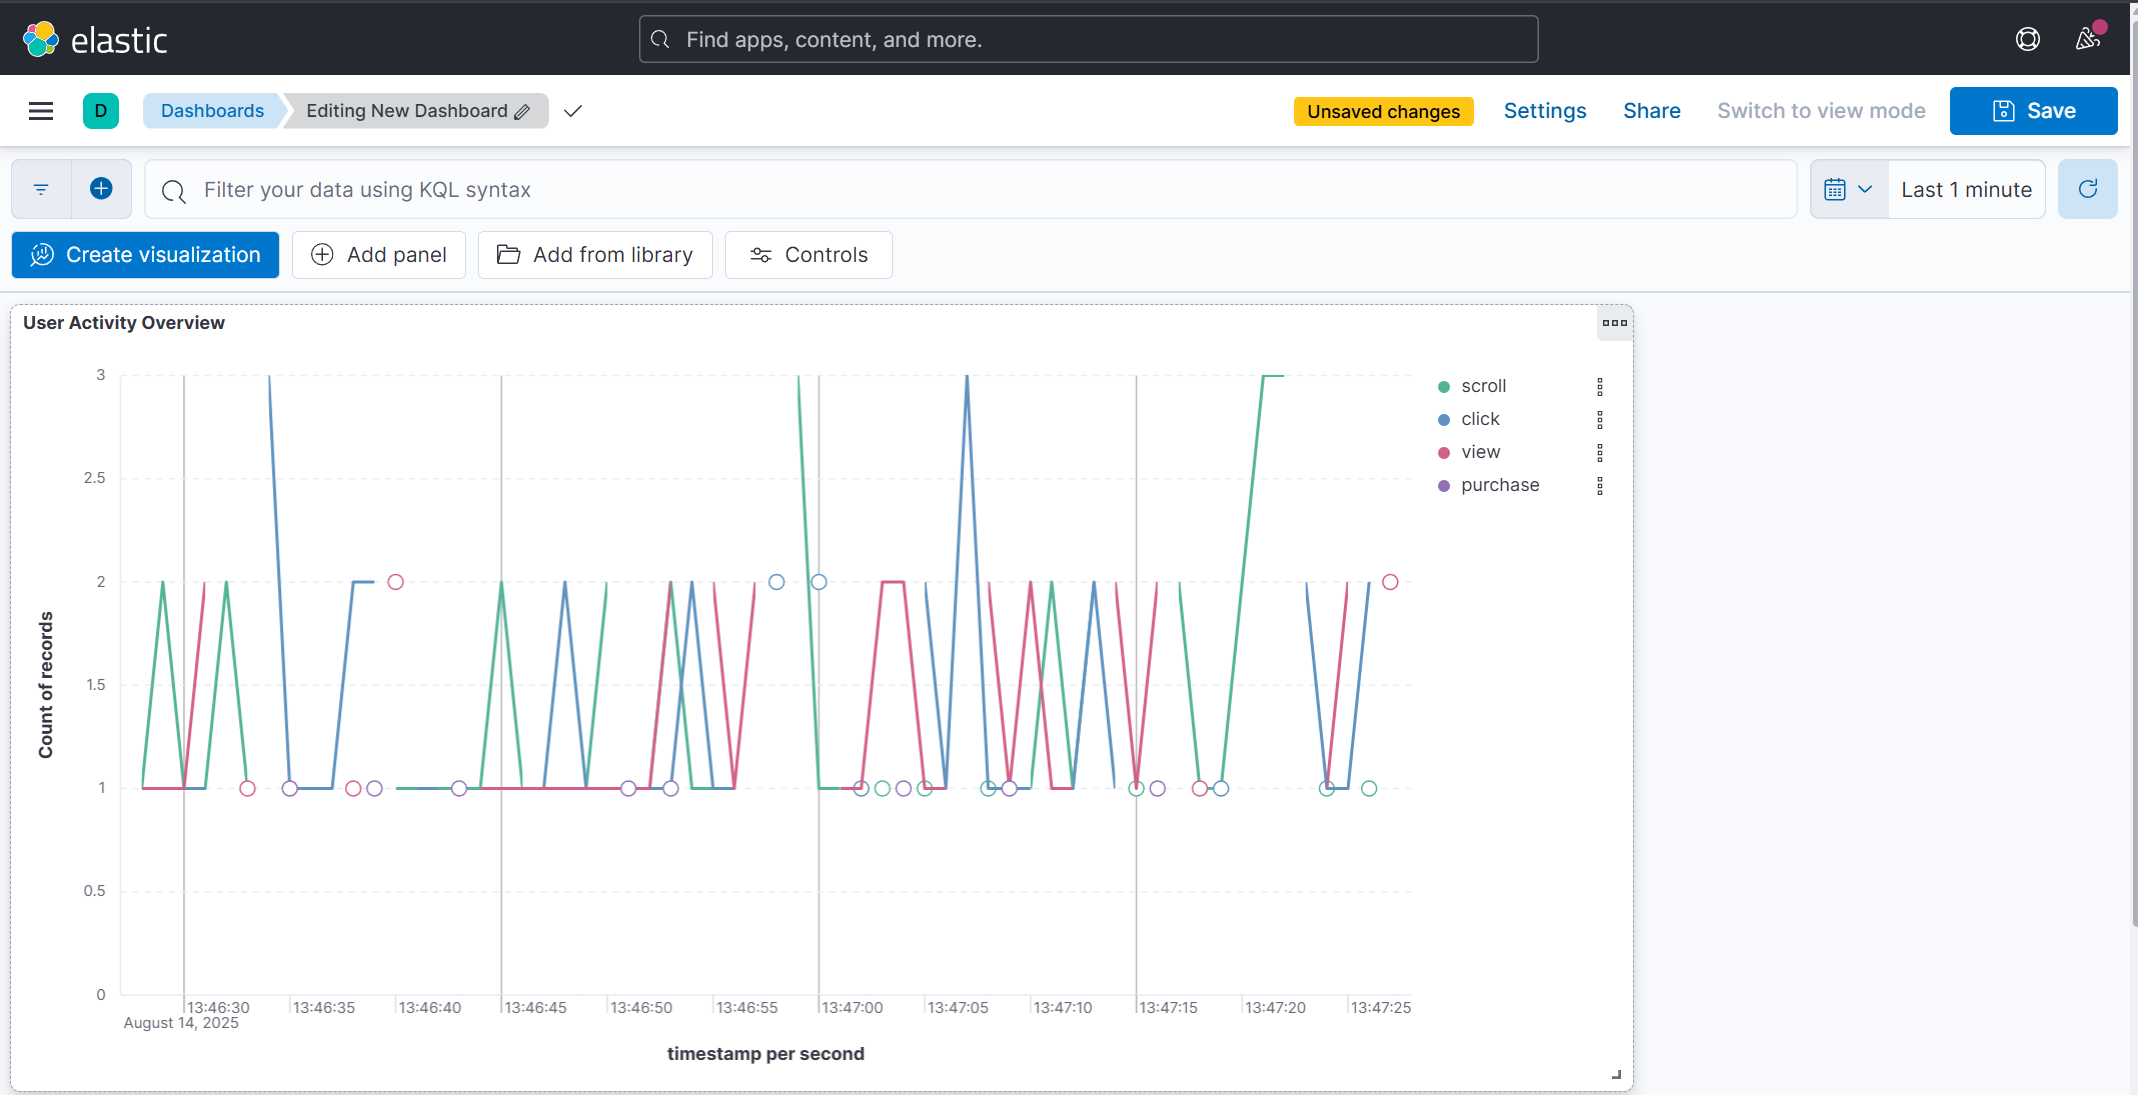 elastic
Find apps, content, and more.
D
Dashboards
Editing New Dashboard
Unsaved changes
Settings
Share
Switch to view mode
Save
Filter your data using KQL syntax
Last 1 minute
Create visualization
Add panel
Add from library
Controls
User Activity Overview
3
2.5
2
1.5
1
0.5
0
Count of records
13:46:30
13:46:35
13:46:40
13:46:45
13:46:50
13:46:55
13:47:00
13:47:05
13:47:10
13:47:15
13:47:20
13:47:25
August 14, 2025
timestamp per second
scroll
click
view
purchase